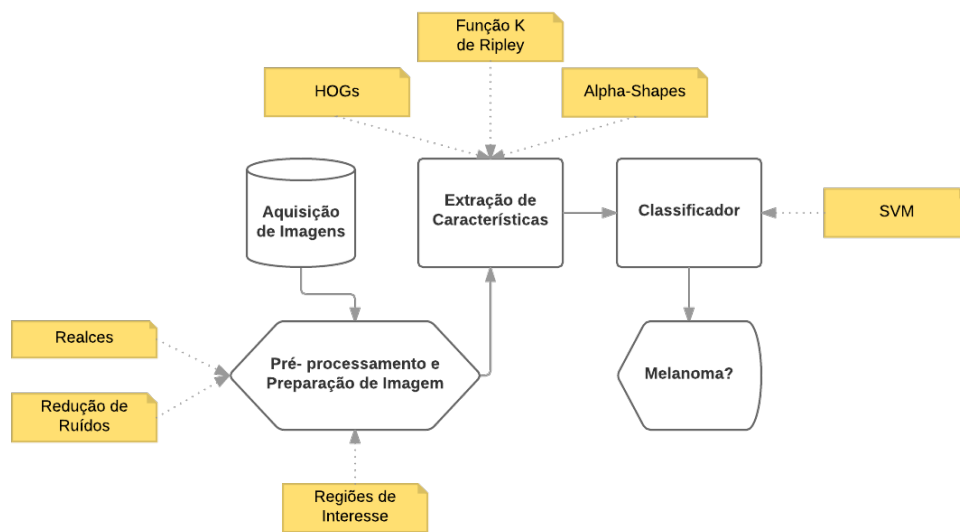 Função K
de Ripley
HOGs
Alpha-Shapes
Aquisição
de Imagens
Extração de
Características
Classificador
SVM
Realces
Pré- processamento e
Preparação de Imagem
Melanoma?
Redução de
Ruídos
Regiões de
Interesse